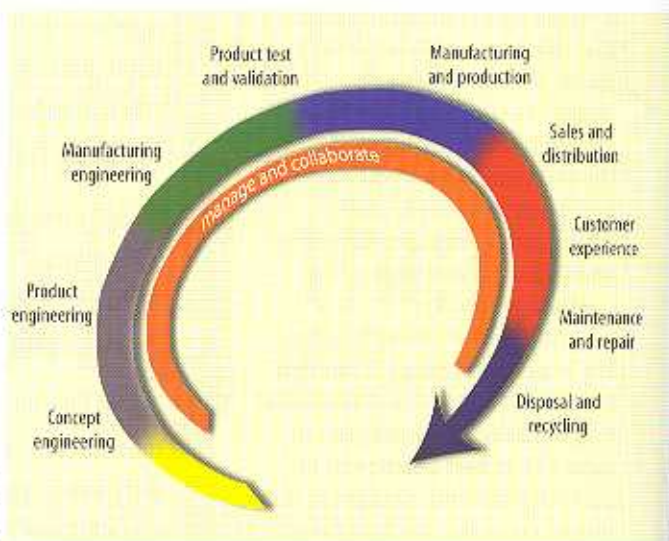 Product test
and validation
Manufacturing
and production
Sales and
distribution
Manufacturing
engineering
manage and collaborate
Customer
experience
Product
engineering
Maintenance
and repair
Concept
engineering
Disposal and
recycling